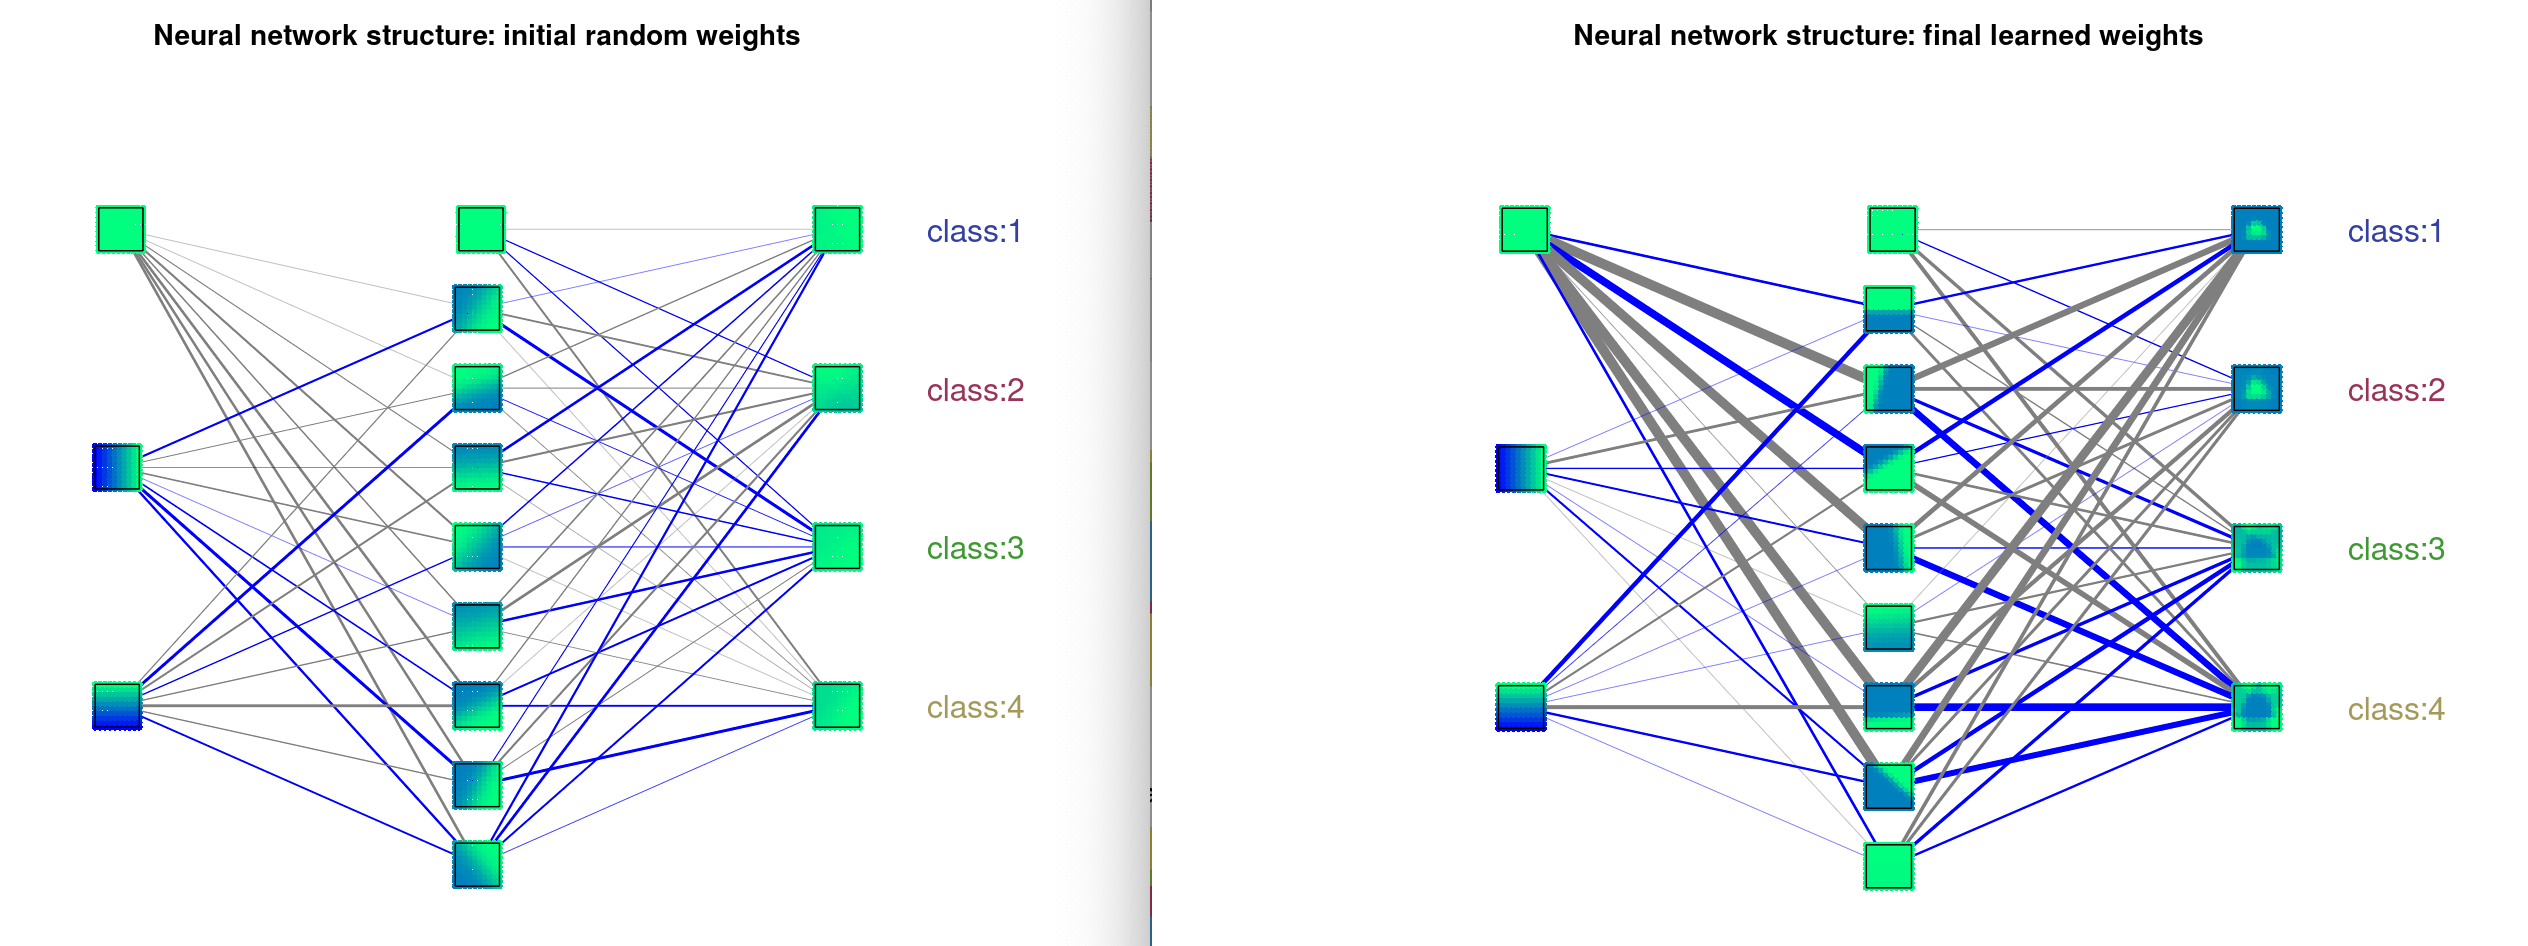 Neural network structure: initial random weights
class:1
class:2
class:3
class:4
Neural network structure: final learned weights
class:1
class:2
class:3
class:4